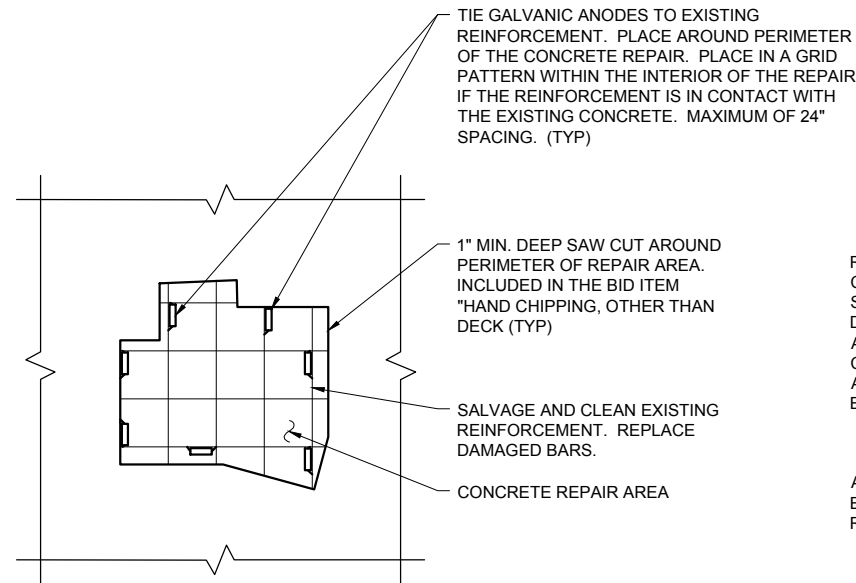 TIE GALVANIC ANODES TO EXISTING
REINFORCEMENT. PLACE AROUND PERIMETER
OF THE CONCRETE REPAIR. PLACE IN A GRID
PATTERN WITHIN THE INTERIOR OF THE REPAIR
IF THE REINFORCEMENT IS IN CONTACT WITH
THE EXISTING CONCRETE. MAXIMUM OF 24"
SPACING. (TYP)
1" MIN. DEEP SAW CUT AROUND
PERIMETER OF REPAIR AREA.
INCLUDED IN THE BID ITEM
"HAND CHIPPING, OTHER THAN
DECK (TYP)
SALVAGE AND CLEAN EXISTING
REINFORCEMENT. REPLACE
DAMAGED BARS.
CONCRETE REPAIR AREA